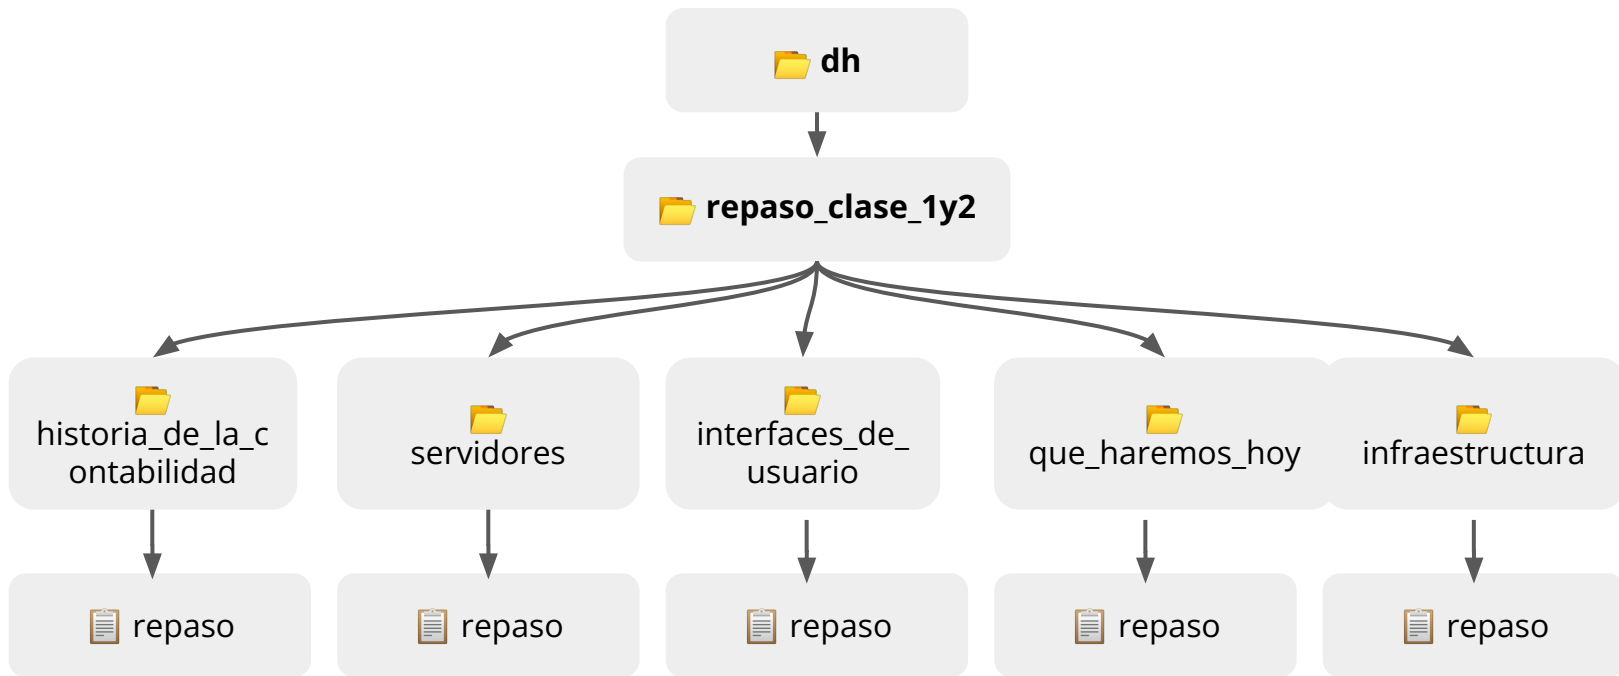 dh
repaso_clase_1y2
historia_de_la_c
ontabilidad
servidores
interfaces_de_
usuario
que_haremos_hoy
infraestructura
repaso
repaso
repaso
repaso
repaso